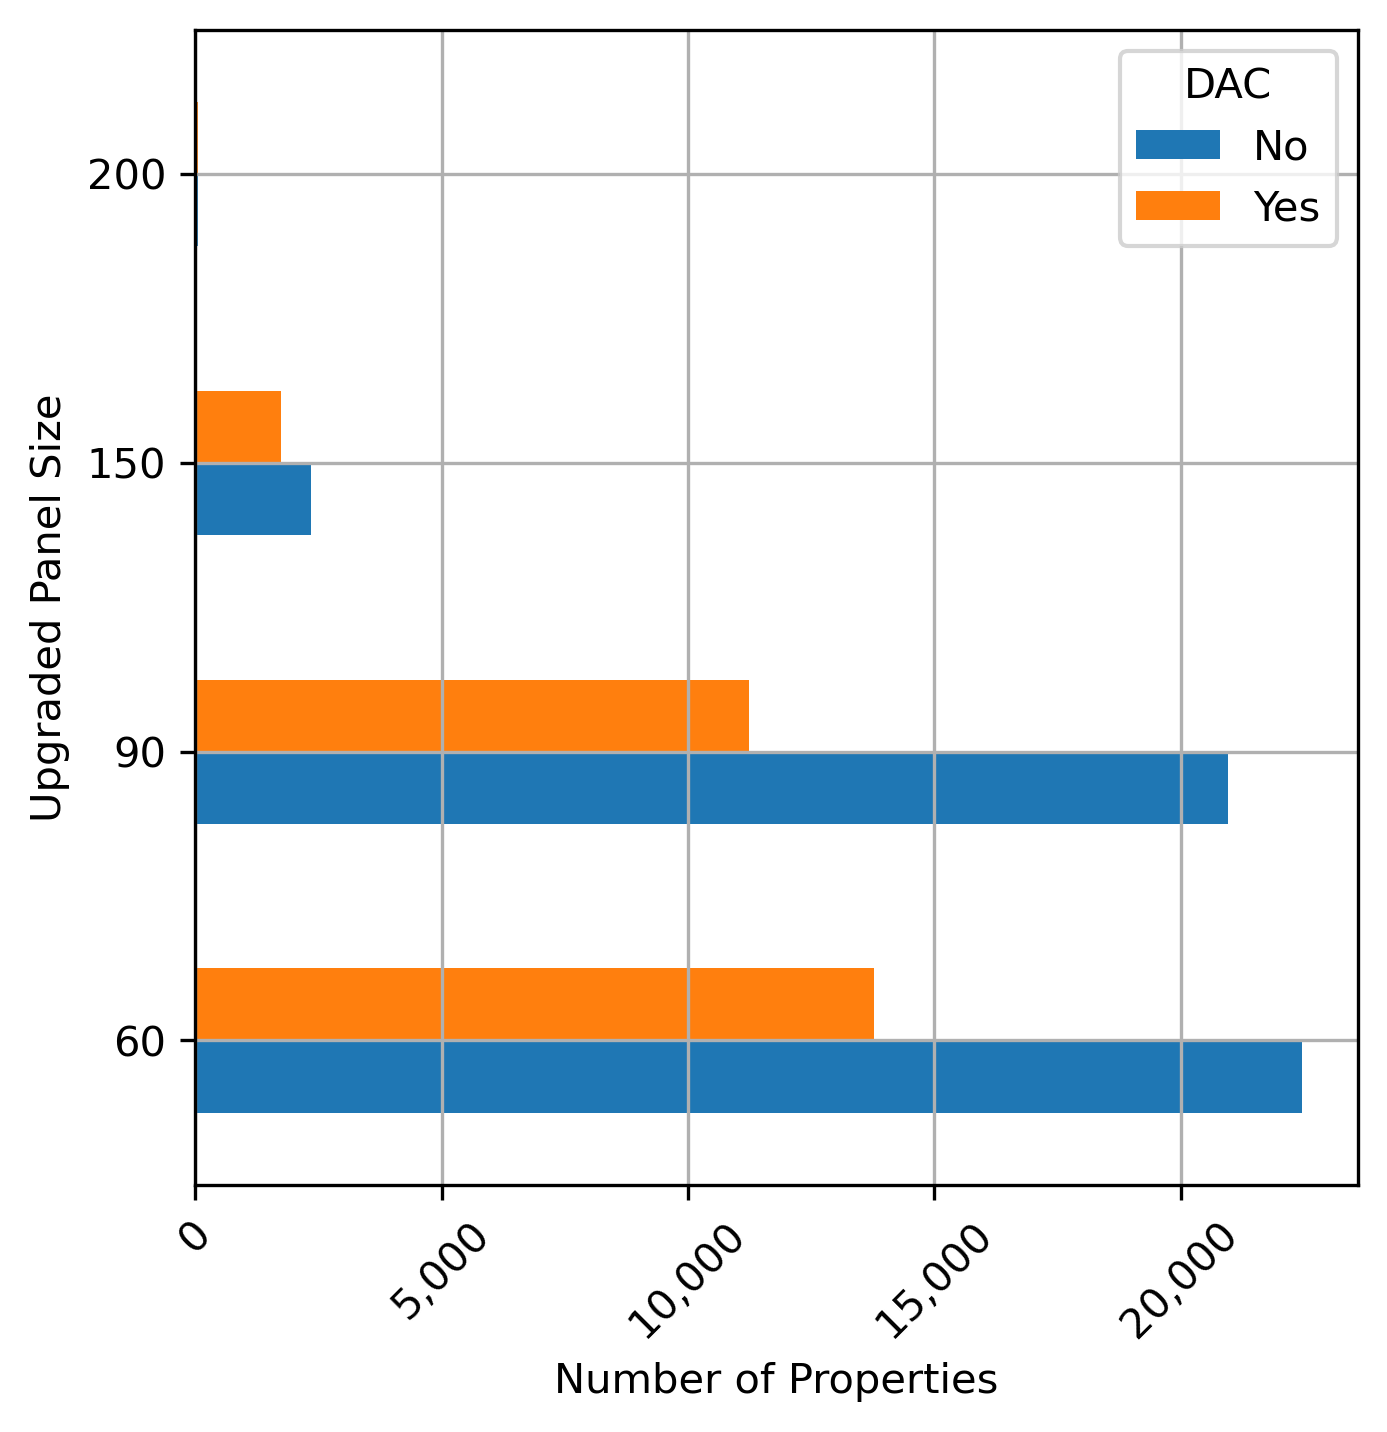 DAC
No
Yes
200
150
90
60
Upgraded Panel Size
0
5,000
10,000
15,000
20,000
Number of Properties